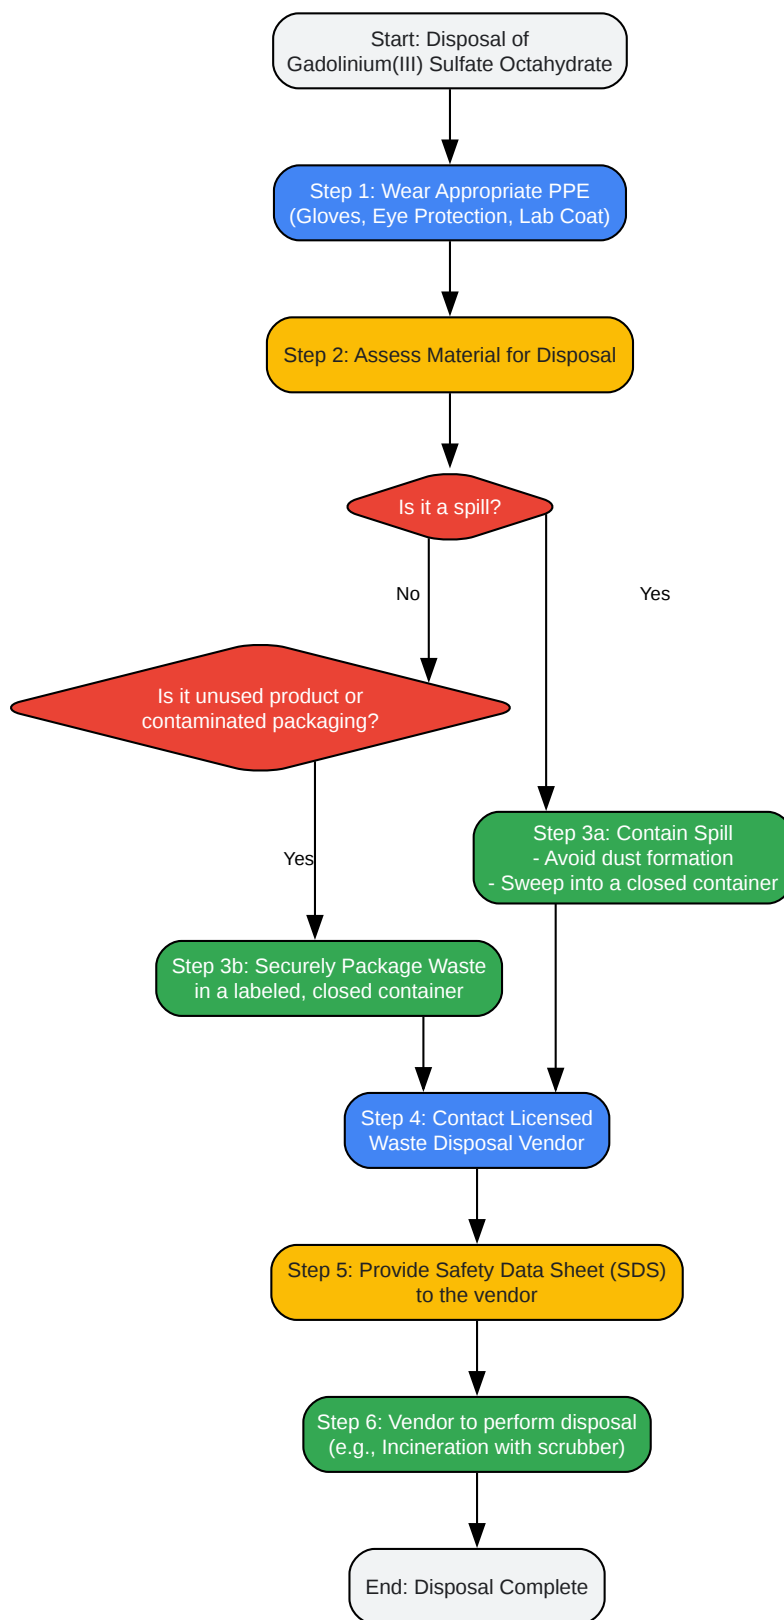 Start: Disposal of
Gadolinium(III) Sulfate Octahydrate
Step 1: Wear Appropriate PPE
(Gloves, Eye Protection, Lab Coat)
Step 2: Assess Material for Disposal
Is it a spill?
No
Yes
Is it unused product or
contaminated packaging?
Step 3a: Contain Spill
- Avoid dust formation
- Sweep into a closed container
Yes
Step 3b: Securely Package Waste
in a labeled, closed container
Step 4: Contact Licensed
Waste Disposal Vendor
Step 5: Provide Safety Data Sheet (SDS)
to the vendor
Step 6: Vendor to perform disposal
(e.g., Incineration with scrubber)
End: Disposal Complete